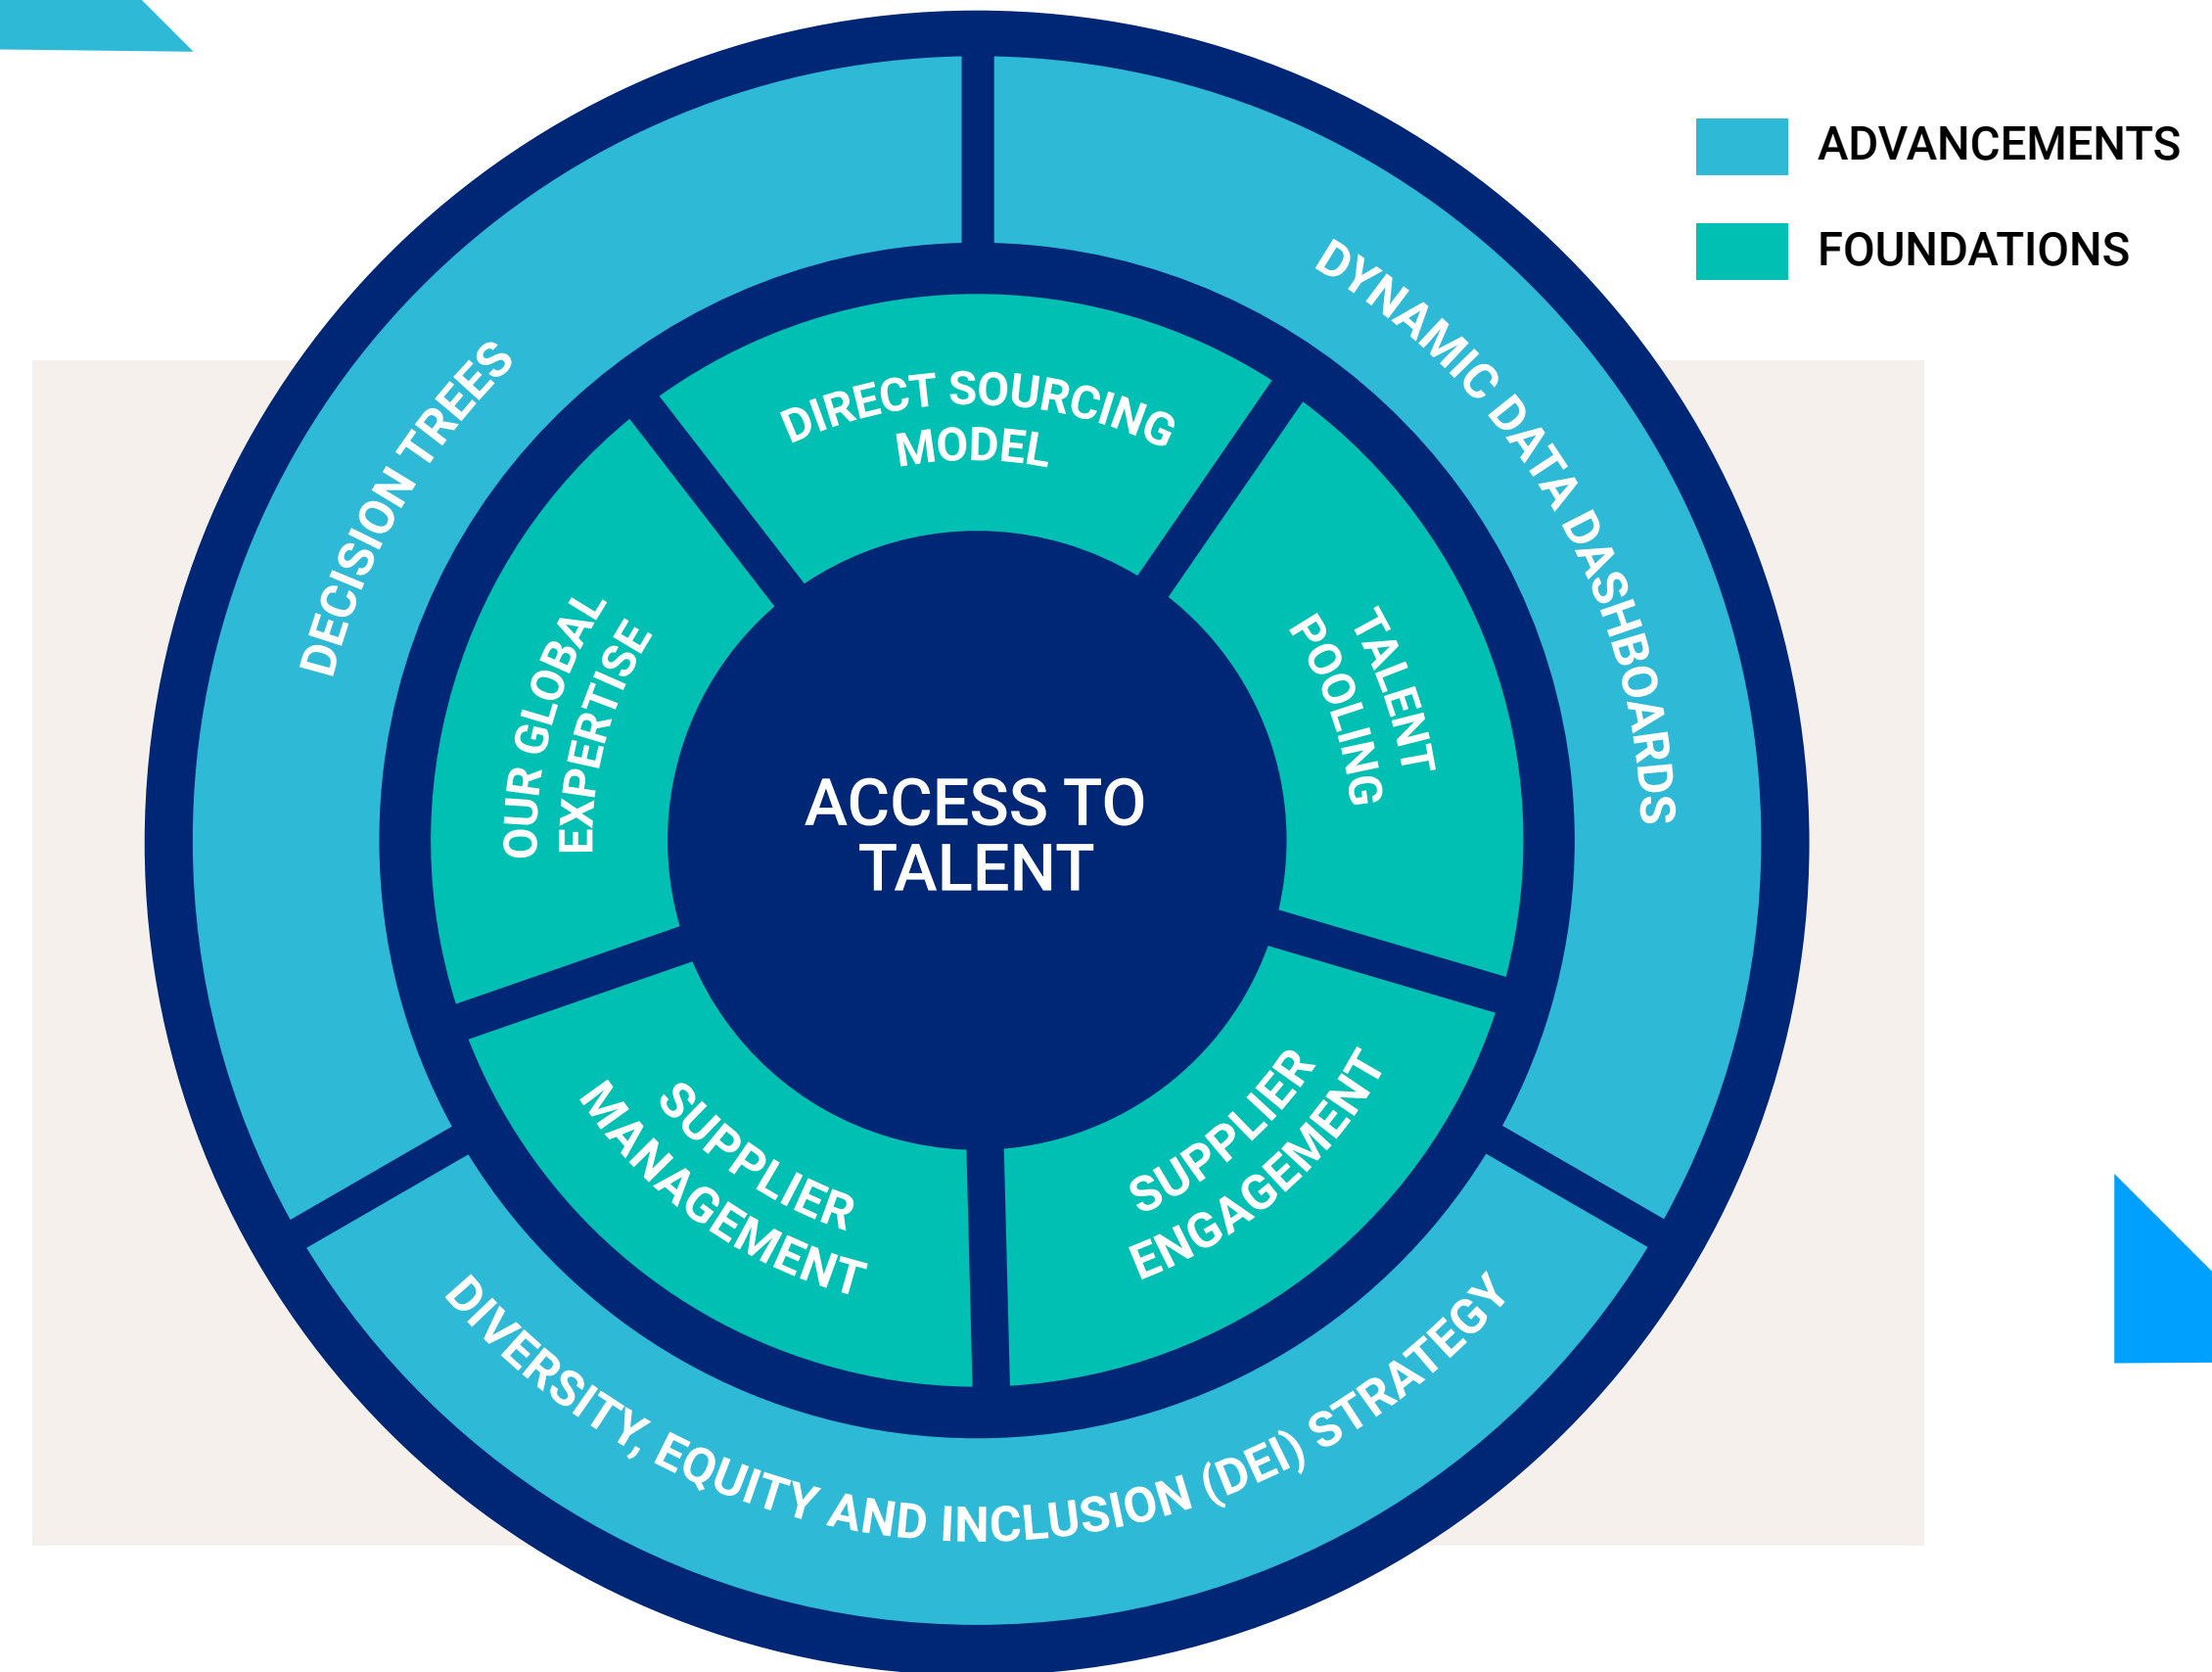 ADVANCEMENTS
FOUNDATIONS
DECISION TREES
DYNAMIC DATA DASHBOARDS
DIVERSITY, EQUITY AND INCLUSION (DEI) STRATEGY
DIRECT SOURCING
MODEL
TALENT
POOLING
SUPPLIER
ENGAGEMENT
SUPPLIER
MANAGEMENT
OUR GLOBAL
EXPERTISE
ACCESS TO
TALENT